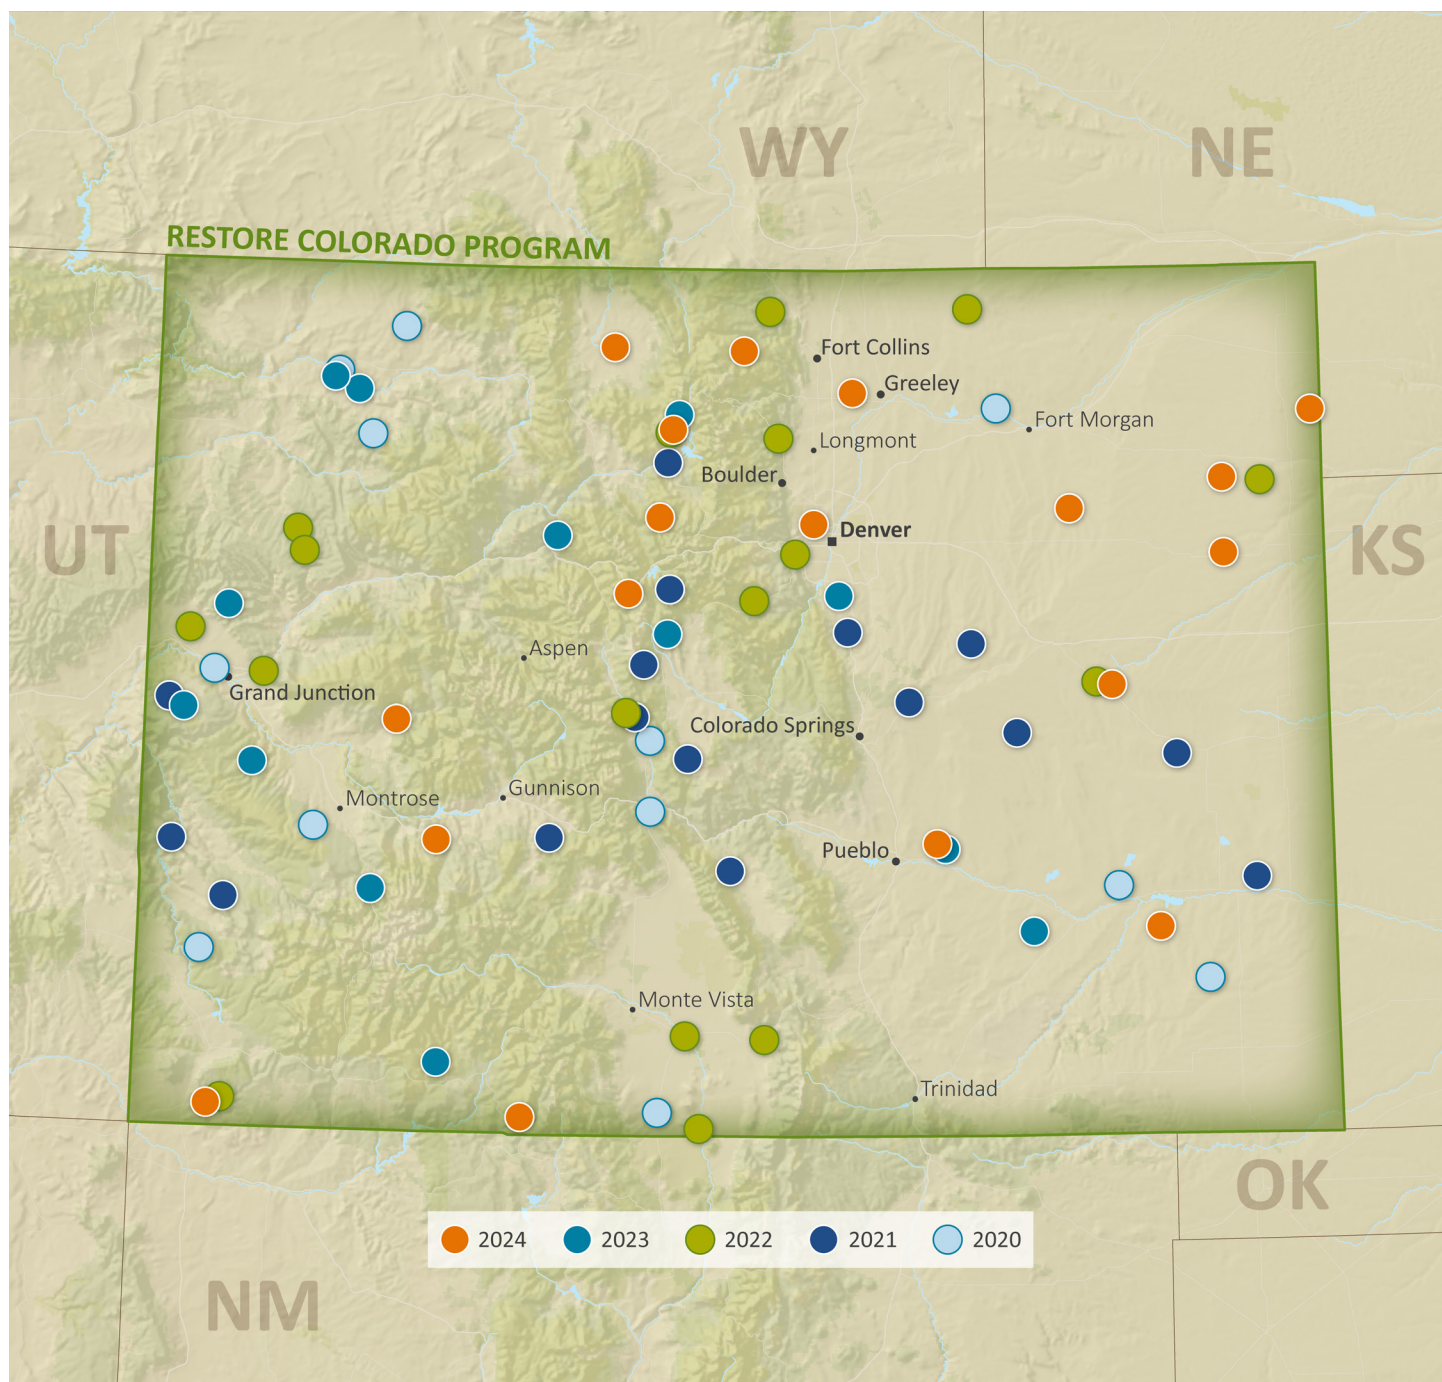 WY
NE
RESTORE COLORADO PROGRAM
Fort Collins
Greeley
Fort Morgan
Longmont
Boulder
Denver
UT
KS
Aspen
Grand Junction
Colorado Springs
Gunnison
Montrose
Pueblo
Monte Vista
Trinidad
OK
2024 2023 2022 2021 2020
NM